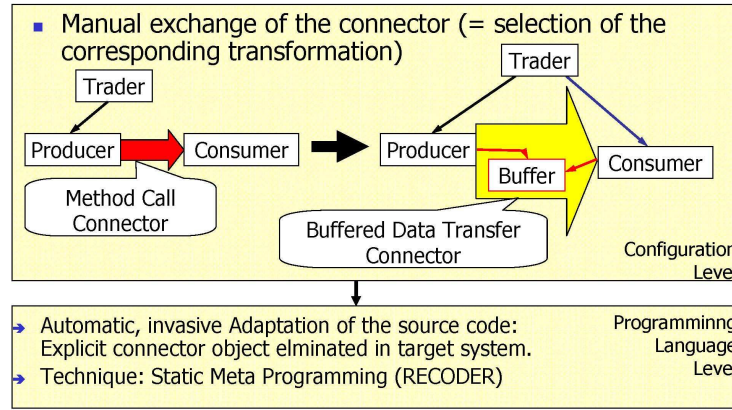 Manual exchange of the connector (= selection of the
corresponding transformation)
Trader
Producer
Consumer
Method Call
Connector
Trader
Producer
Buffer
Consumer
Buffered Data Transfer
Connector
Configuration
Level
Automatic, invasive Adaptation of the source code:
Explicit connector object elminated in target system.
Technique: Static Meta Programming (RECODER)
Programminng
Language
Level